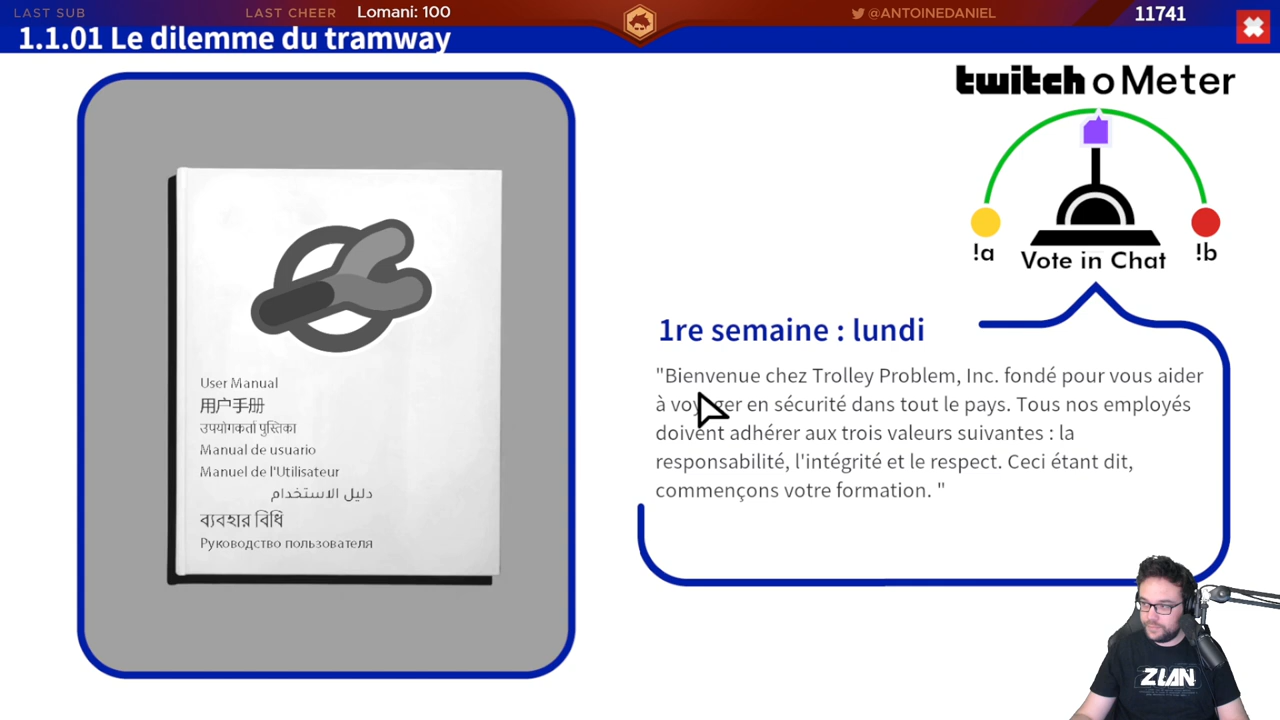 LAST SUB
LAST CHEER
Lomani: 100
@ANTOINEDANIEL
11741
1.1.01 Le dilemme du tramway
twitch o Meter
!a
Vote in Chat
!b
User Manual
用户手册
उपयोगकर्ता पुस्तिका
Manual de usuario
Manuel de l'Utilisateur
دليل الاستخدام
ব্যবহার বিধি
Руководство пользователя
1re semaine : lundi
"Bienvenue chez Trolley Problem, Inc. fondé pour vous aider
à voyager en sécurité dans tout le pays. Tous nos employés
doivent adhérer aux trois valeurs suivantes : la
responsabilité, l'intégrité et le respect. Ceci étant dit,
commençons votre formation. "
ZLAN